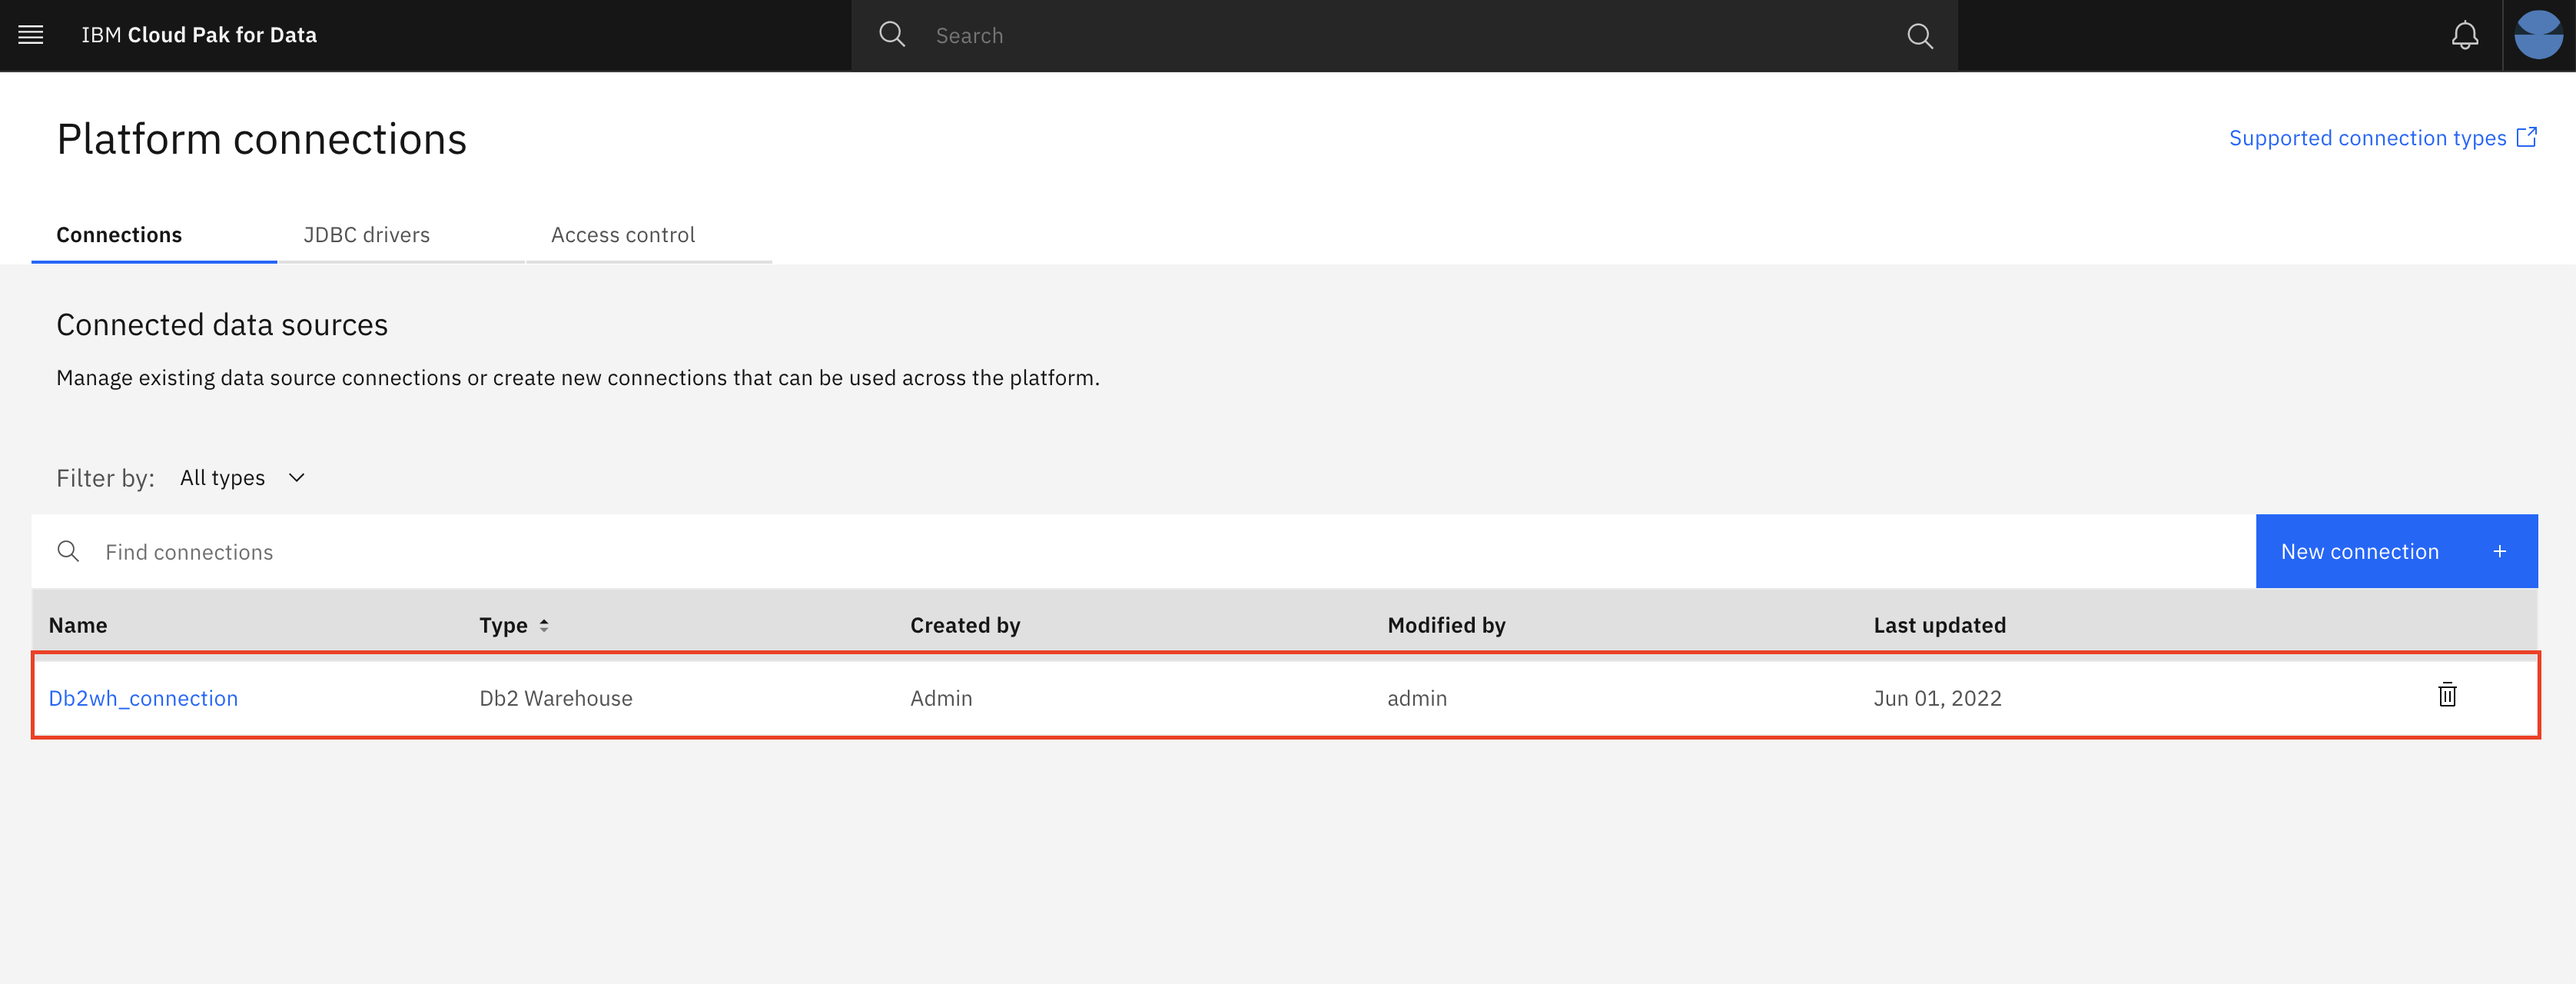 IBM Cloud Pak for Data
Search
Platform connections
Supported connection types
Connections JDBC drivers Access control
Connected data sources
Manage existing data source connections or create new connections that can be used across the platform.
Filter by: All types
Find connections
New connection +
Name Type Created by Modified by Last updated
Db2wh_connection Db2 Warehouse Admin admin Jun 01, 2022